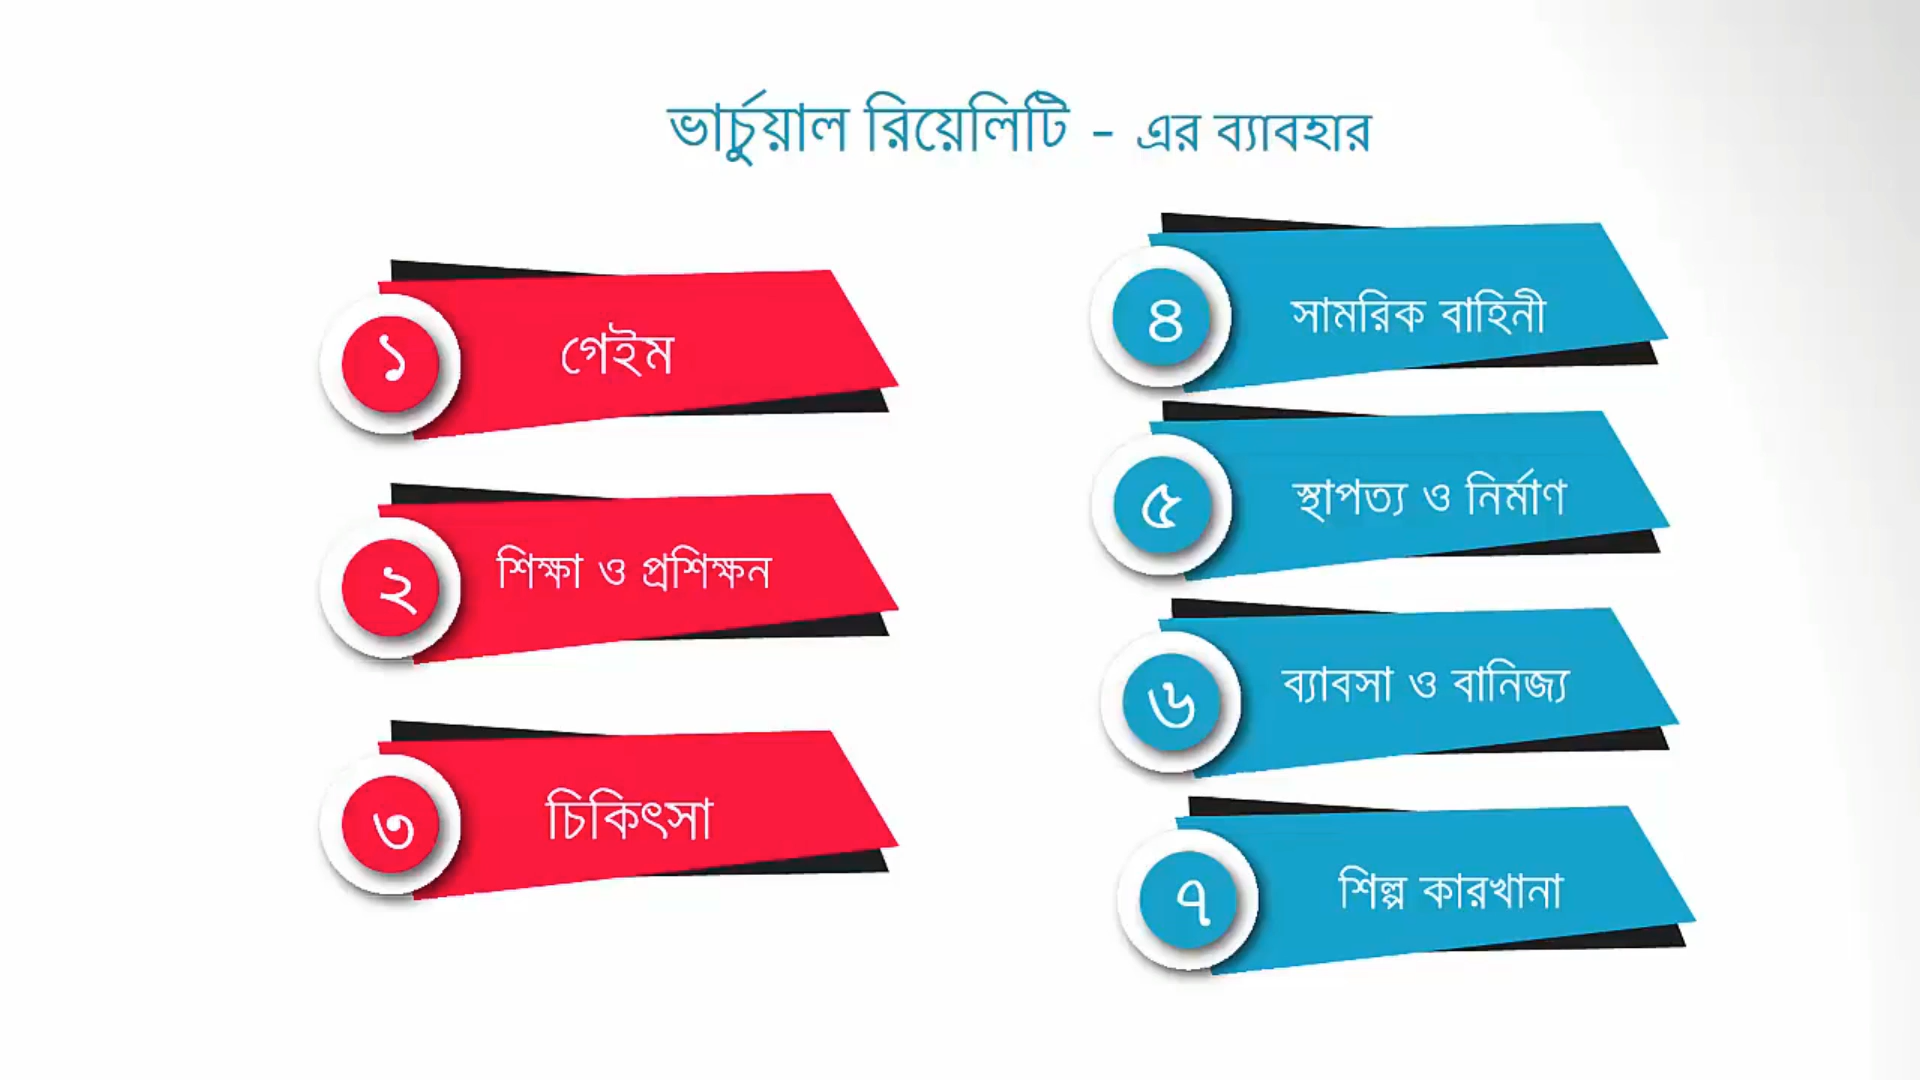 ভার্চুয়াল রিয়েলিটি - এর ব্যাবহার
১ গেইম
২ শিক্ষা ও প্রশিক্ষন
৩ চিকিৎসা
৪ সামরিক বাহিনী
৫ স্থাপত্য ও নির্মাণ
৬ ব্যাবসা ও বানিজ্য
৭ শিল্প কারখানা